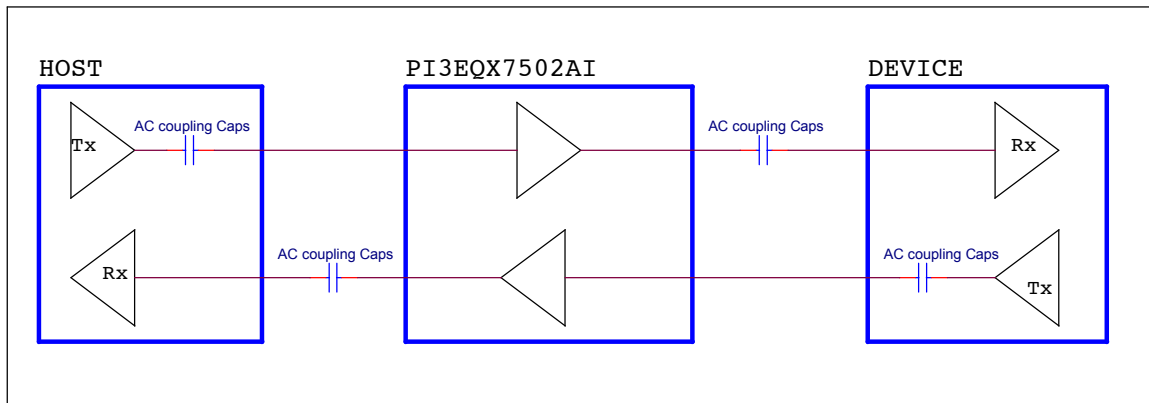 HOST
PI3EQX7502AI
DEVICE
AC coupling Caps
AC coupling Caps
Tx
Rx
AC coupling Caps
AC coupling Caps
Rx
Tx